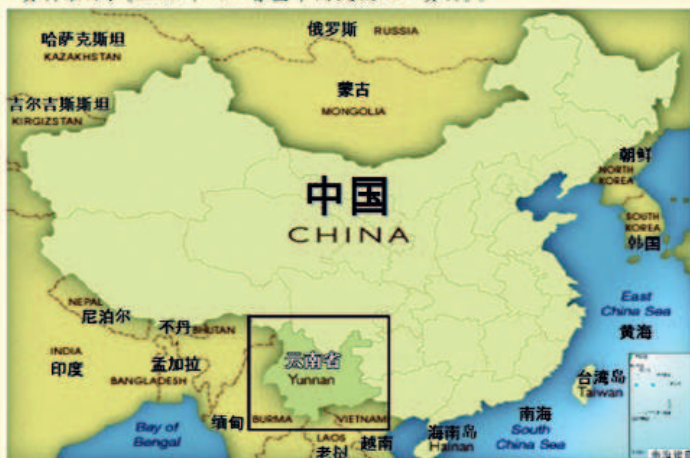 俄罗斯 RUSSIA
哈萨克斯坦
KAZAKHSTAN
蒙古
MONGOLIA
吉尔吉斯斯坦
KIRGIZSTAN
朝鲜
NORTH
KOREA
中国
CHINA
SOUTH
KOREA
韩国
NEPAL
尼泊尔
East
China Sea
不丹 BHUTAN
黄海
INDIA
印度
孟加拉
BANGLADESH
云南省
Yunnan
台湾岛
Taiwan
缅甸 BURMA
VIETNAM
Bay of
Bengal
LAOS
老挝
越南
海南岛
Hainan
南海
South
China Sea